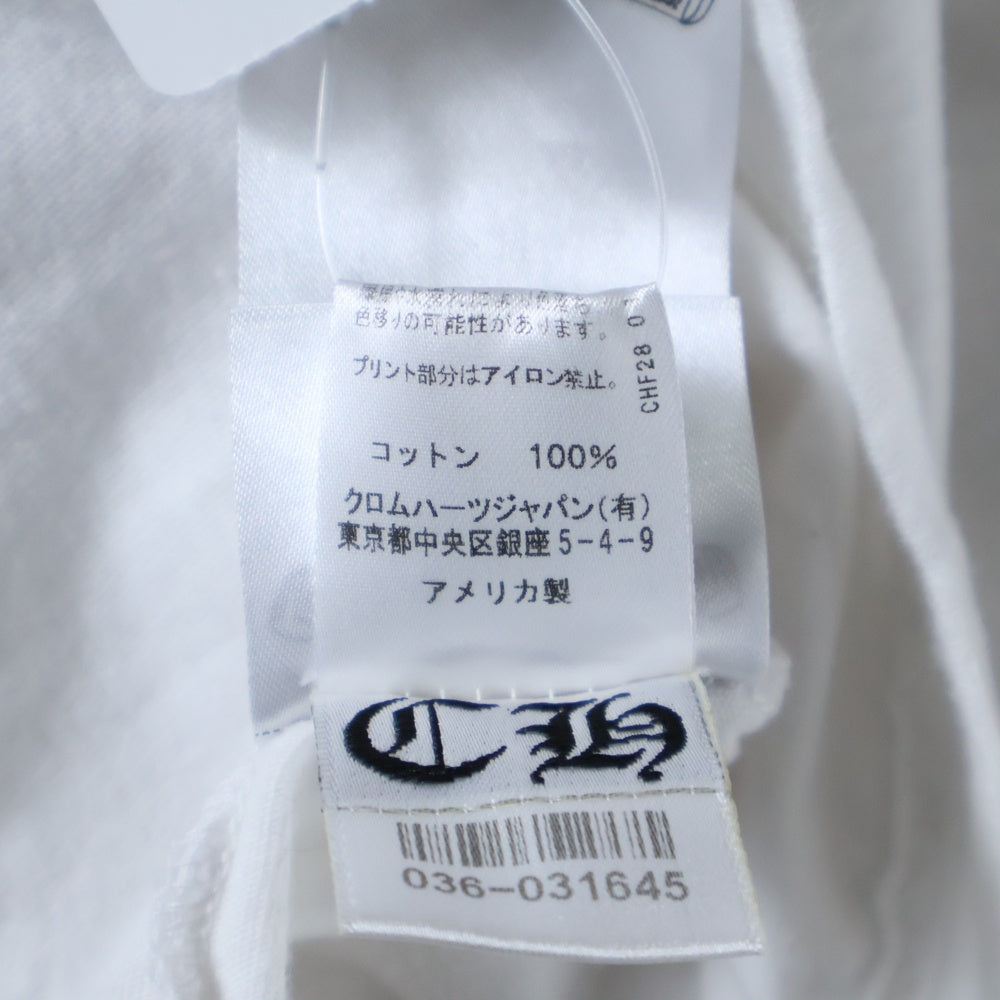 色移りの可能性があります。
プリント部分はアイロン禁止。
CHF28 0
コットン 100%
クロムハーツジャパン(有)
東京都中央区銀座5-4-9
アメリカ製
CH
036-031645